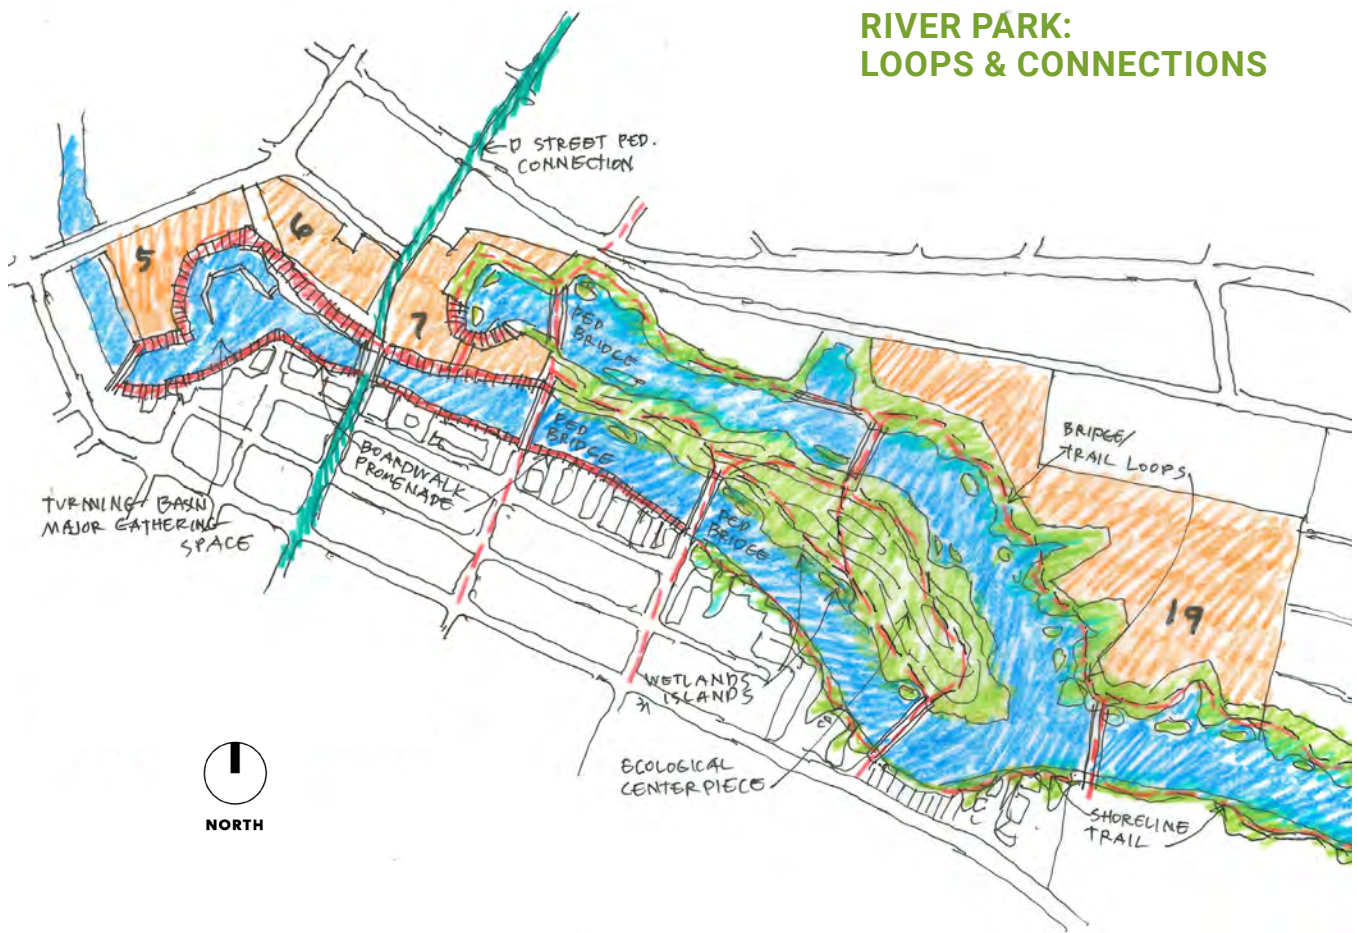 RIVER PARK:
LOOPS & CONNECTIONS
D STREET PED.
CONNECTION
5
6
7
PED
BRIDGE
PED
BRIDGE
PED
BRIDGE
BRIDGE/
TRAIL LOOPS
BOARDWALK
PROMENADE
TURNING BASIN
MAJOR GATHERING
SPACE
19
WETLANDS
ISLANDS
ECOLOGICAL
CENTERPIECE
SHORELINE
TRAIL
NORTH